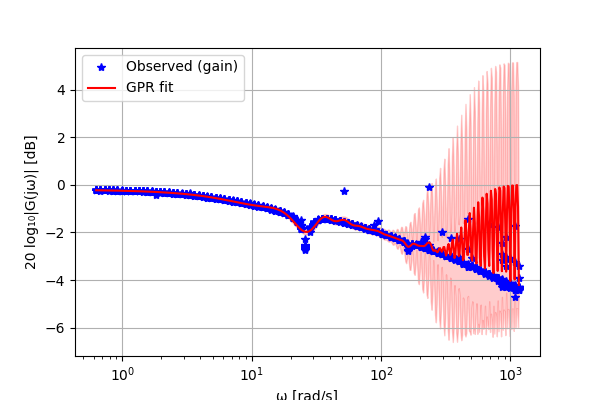 Observed (gain)
GPR fit
20 log₁₀|G(jω)| [dB]
4
2
0
−2
−4
−6
10⁰
10¹
10²
10³
ω [rad/s]